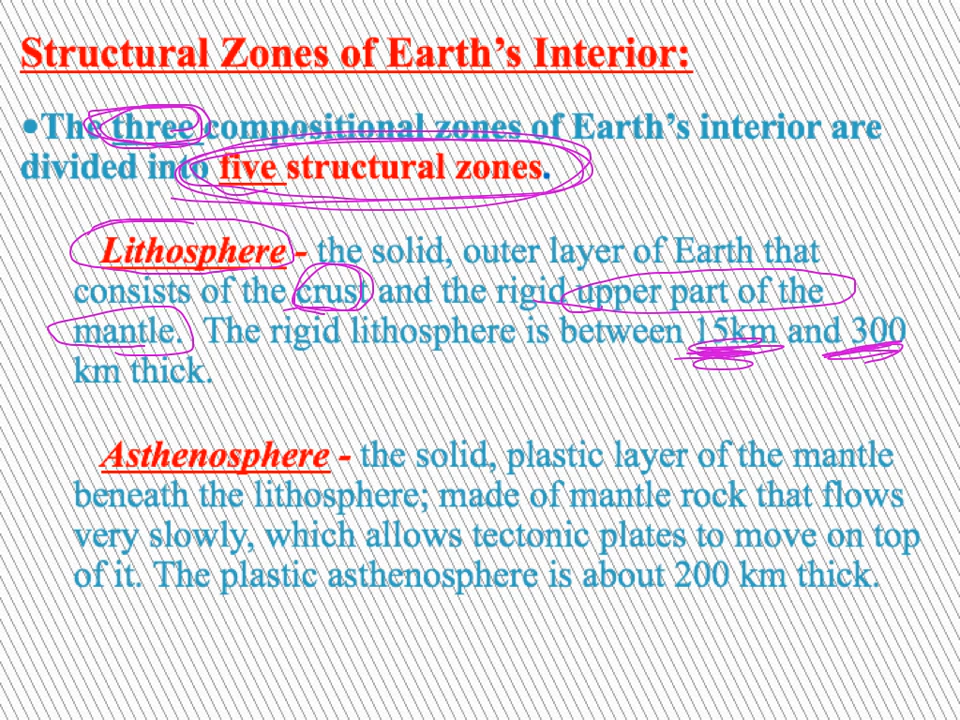 Structural Zones of Earth’s Interior:
•The three compositional zones of Earth’s interior are
divided into five structural zones.
Lithosphere - the solid, outer layer of Earth that
consists of the crust and the rigid upper part of the
mantle. The rigid lithosphere is between 15km and 300
km thick.
Asthenosphere - the solid, plastic layer of the mantle
beneath the lithosphere; made of mantle rock that flows
very slowly, which allows tectonic plates to move on top
of it. The plastic asthenosphere is about 200 km thick.